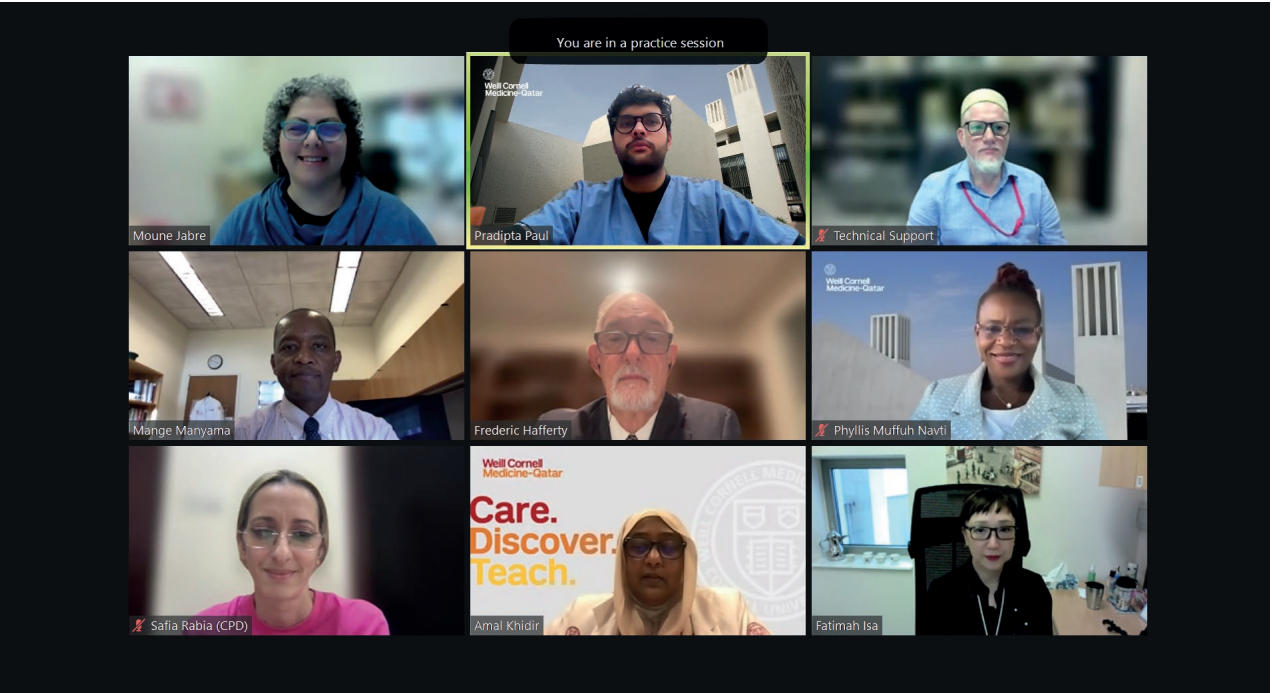 You are in a practice session
Weill Cornell
Medicine-Qatar
Moune Jabre
Pradipta Paul
Technical Support
Weill Cornell
Medicine-Qatar
Mange Manyama
Frederic Hafferty
Phyllis Muffuh Navti
Weill Cornell
Medicine-Qatar
Care.
Discover.
Teach.
Safia Rabia (CPD)
Amal Khidir
Fatimah Isa